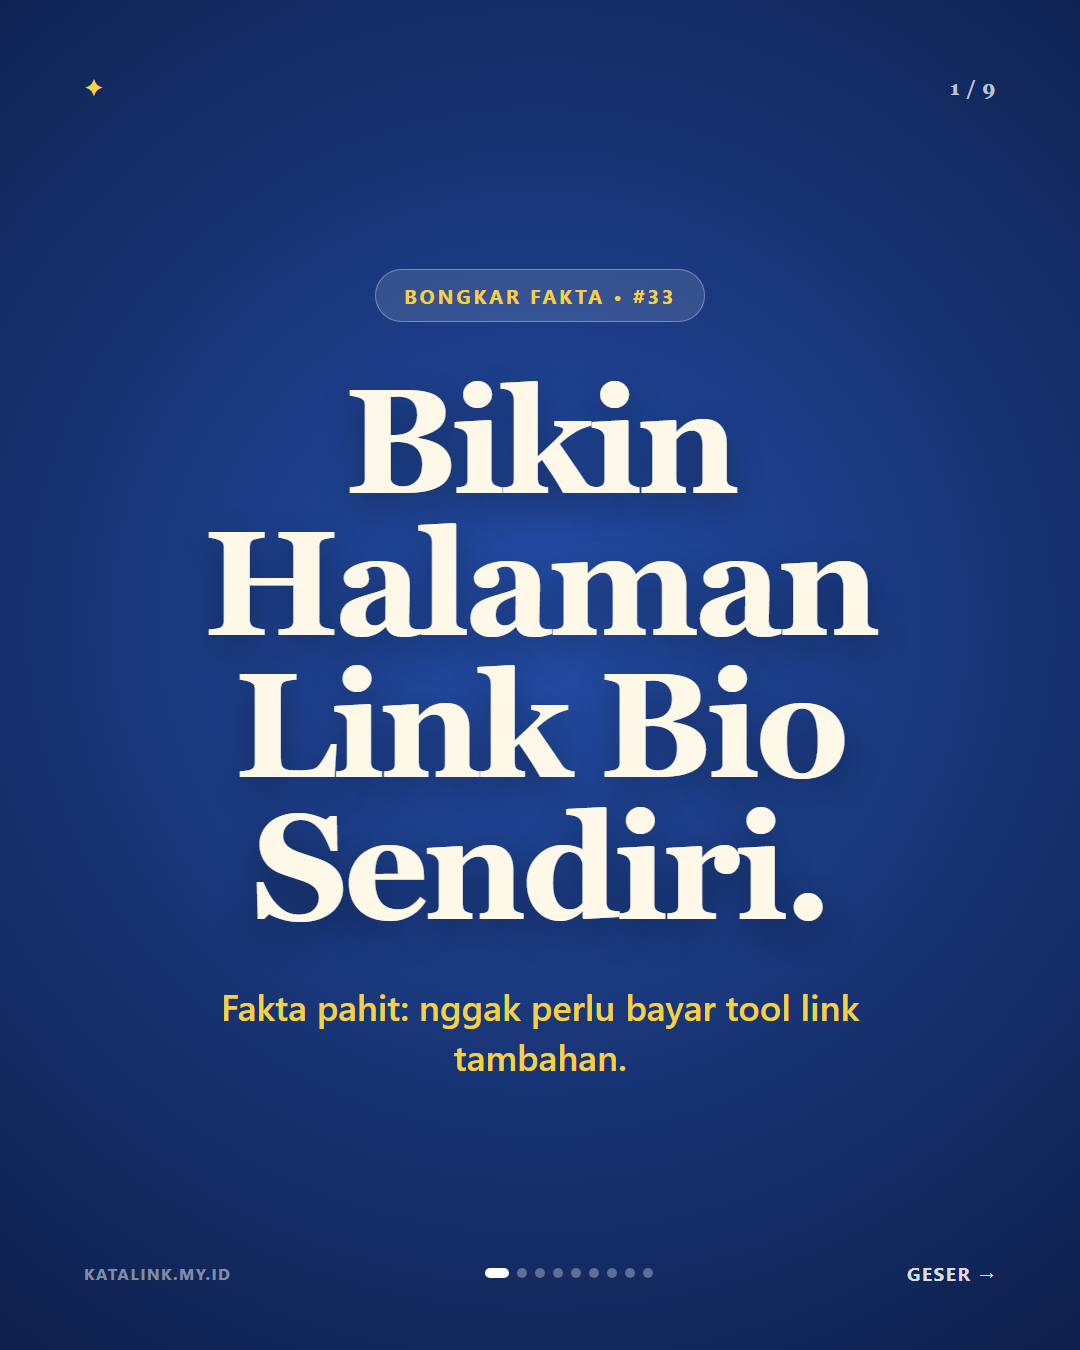 1 / 9
BONGKAR FAKTA • #33
Bikin
Halaman
Link Bio
Sendiri.
Fakta pahit: nggak perlu bayar tool link
tambahan.
KATALINK.MY.ID
GESER →